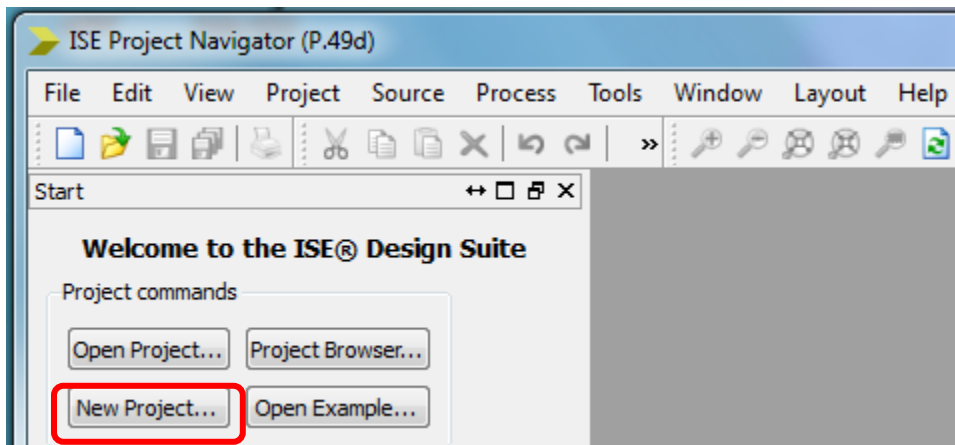 ISE Project Navigator (P.49d)
File Edit View Project Source Process Tools Window Layout Help
Start
Welcome to the ISE® Design Suite
Project commands
Open Project... Project Browser...
New Project... Open Example...